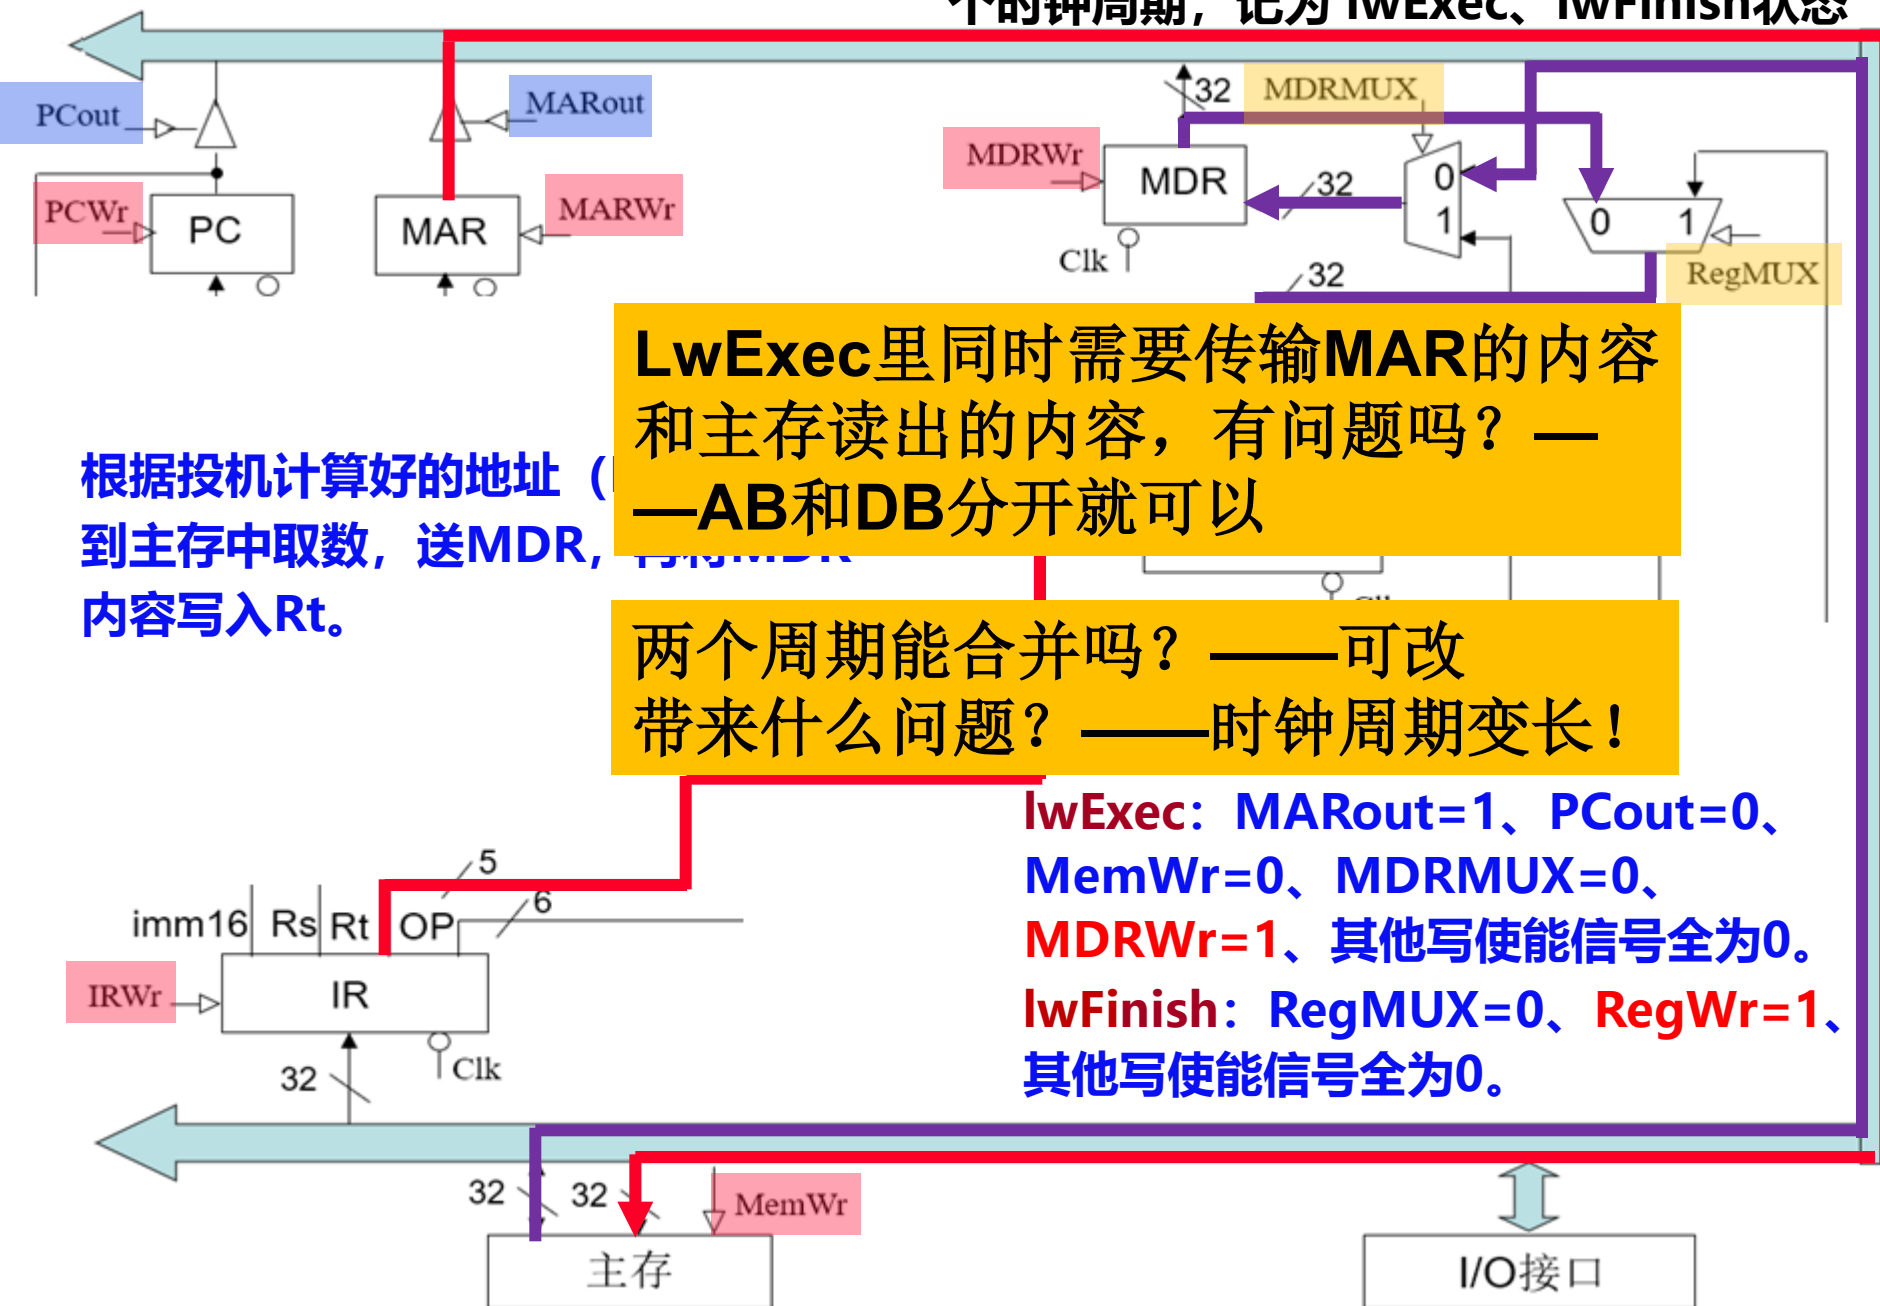 个时钟周期，记为 lwExec、lwFinish状态
PCout
MARout
32
MDRMUX
MDRWr
MDR
32
0
1
0 1
PCWr
PC
MAR
MARWr
Clk
32
RegMUX
LwExec里同时需要传输MAR的内容
和主存读出的内容，有问题吗？—
—AB和DB分开就可以
根据投机计算好的地址（
到主存中取数，送MDR，再将MDR
内容写入Rt。
两个周期能合并吗？——可改
带来什么问题？——时钟周期变长！
lwExec：MARout=1、PCout=0、
MemWr=0、MDRMUX=0、
MDRWr=1、其他写使能信号全为0。
lwFinish：RegMUX=0、RegWr=1、
其他写使能信号全为0。
5
6
imm16 Rs Rt OP
IRWr
IR
32
Clk
32 32
MemWr
主存
I/O接口